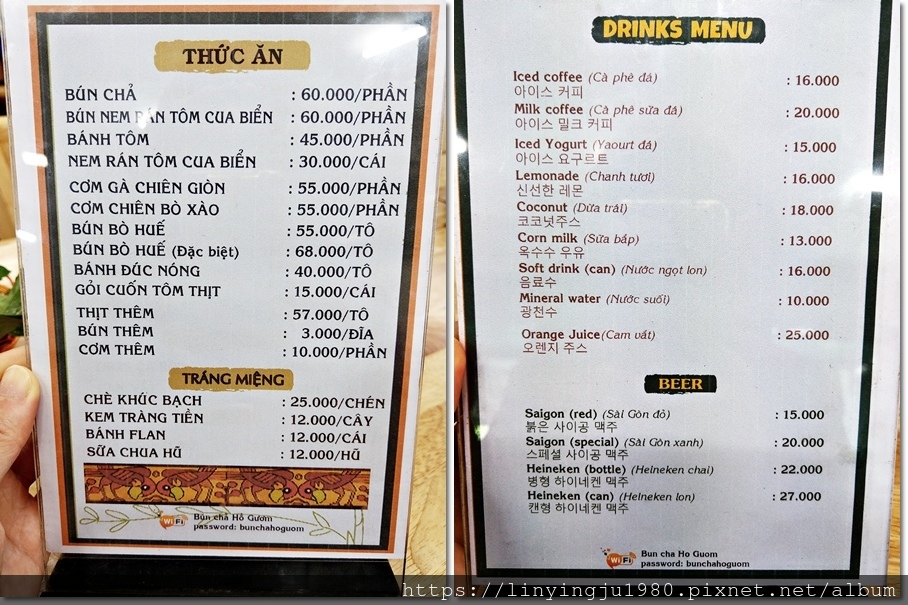 THỨC ĂN
BÚN CHẢ : 60.000/PHẦN
BÚN NEM RÁN TÔM CUA BIỂN : 60.000/PHẦN
BÁNH TÔM : 45.000/PHẦN
NEM RÁN TÔM CUA BIỂN : 30.000/CÁI
CƠM GÀ CHIÊN GIÒN : 55.000/PHẦN
CƠM CHIÊN BÒ XÀO : 55.000/PHẦN
BÚN BÒ HUẾ : 55.000/TÔ
BÚN BÒ HUẾ (Đặc biệt) : 68.000/TÔ
BÁNH ĐÚC NÓNG : 40.000/TÔ
GỎI CUỐN TÔM THỊT : 15.000/CÁI
THỊT THÊM : 57.000/TÔ
BÚN THÊM : 3.000/ĐĨA
CƠM THÊM : 10.000/PHẦN
TRÁNG MIỆNG
CHÈ KHÚC BẠCH : 25.000/CHÉN
KEM TRÀNG TIỀN : 12.000/CÂY
BÁNH FLAN : 12.000/CÁI
SỮA CHUA HŨ : 12.000/HŨ
WiFi Bún chả Hồ Gươm
password: bunchahoguom
DRINKS MENU
Iced coffee (Cà phê đá) : 16.000
아이스 커피
Milk coffee (Cà phê sữa đá) : 20.000
아이스 밀크 커피
Iced Yogurt (Yaourt đá) : 15.000
아이스 요구르트
Lemonade (Chanh tươi) : 16.000
신선한 레몬
Coconut (Dừa trái) : 18.000
코코넛주스
Corn milk (Sữa bắp) : 13.000
옥수수 우유
Soft drink (can) (Nước ngọt lon) : 16.000
음료수
Mineral water (Nước suối) : 10.000
광천수
Orange Juice(Cam vắt) : 25.000
오렌지 주스
BEER
Saigon (red) (Sài Gòn đỏ) : 15.000
붉은 사이공 맥주
Saigon (special) (Sài Gòn xanh) : 20.000
스페셜 사이공 맥주
Heineken (bottle) (Heineken chai) : 22.000
병형 하이네켄 맥주
Heineken (can) (Heineken lon) : 27.000
캔형 하이네켄 맥주
WiFi Bun cha Ho Guom
password: bunchahoguom
https://linyingju1980.pixnet.net/album